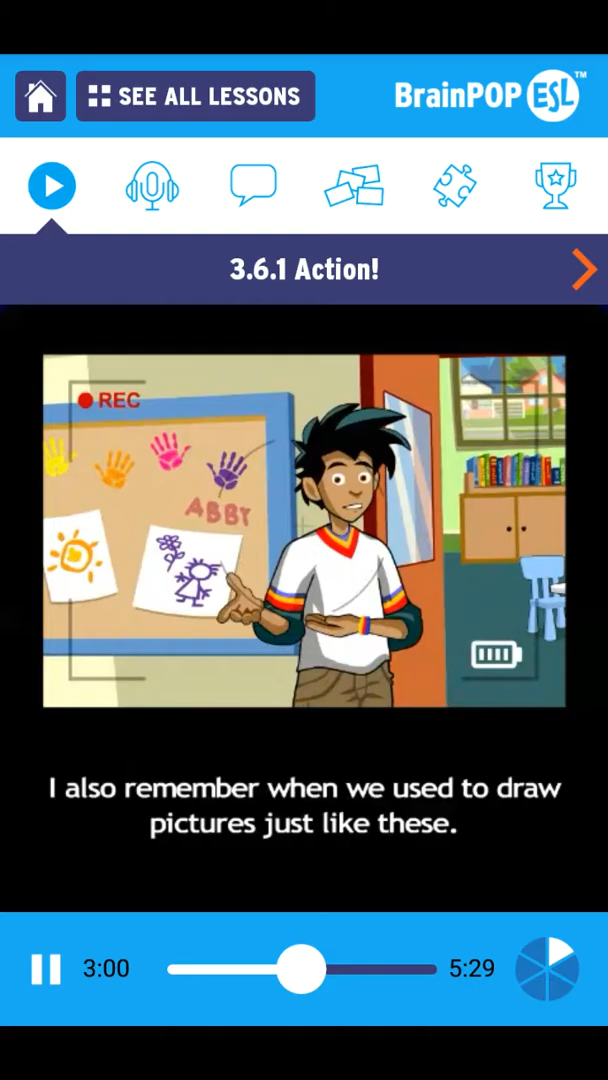 SEE ALL LESSONS
BrainPOP ESL™
3.6.1 Action!
REC
ABBY
I also remember when we used to draw
pictures just like these.
3:00
5:29